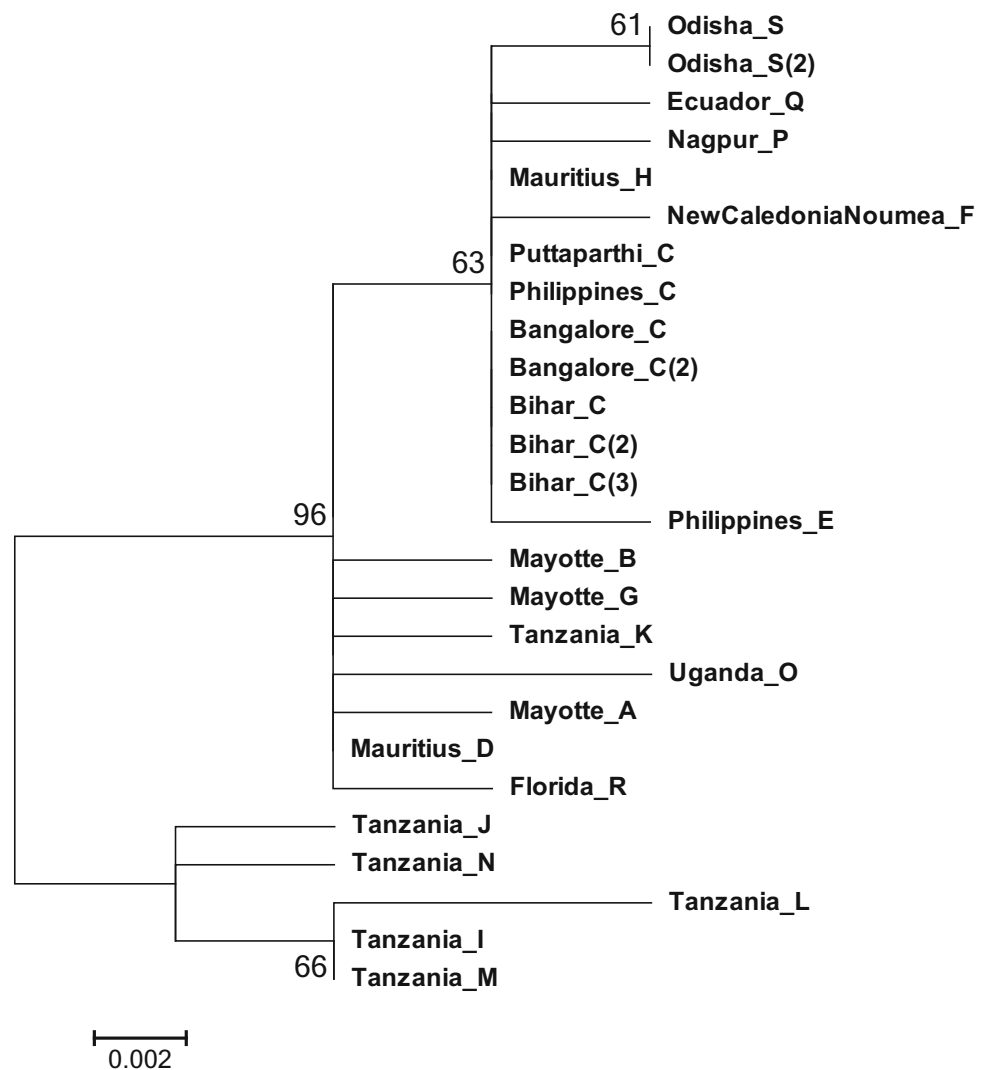 61
Odisha_S
Odisha_S(2)
Ecuador_Q
Nagpur_P
Mauritius_H
NewCaledoniaNoumea_F
63
Puttaparthi_C
Philippines_C
Bangalore_C
Bangalore_C(2)
Bihar_C
Bihar_C(2)
Bihar_C(3)
96
Philippines_E
Mayotte_B
Mayotte_G
Tanzania_K
Uganda_O
Mayotte_A
Mauritius_D
Florida_R
Tanzania_J
Tanzania_N
Tanzania_L
Tanzania_I
66
Tanzania_M
0.002